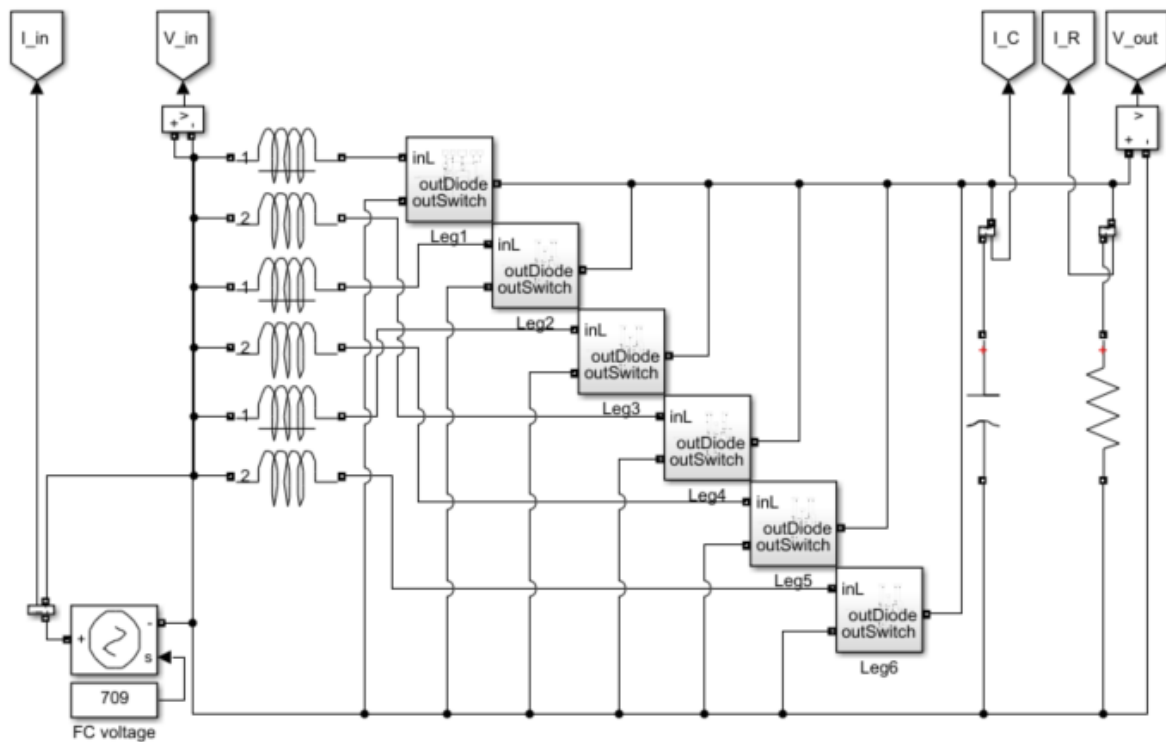 I_in
V_in
I_C
I_R
V_out
+ > -
>
+ -
1
inL
outDiode
outSwitch
2
Leg1
inL
outDiode
outSwitch
1
Leg2
inL
outDiode
outSwitch
2
Leg3
inL
outDiode
outSwitch
1
Leg4
inL
outDiode
outSwitch
2
Leg5
inL
outDiode
outSwitch
Leg6
+ -
s
709
FC voltage
+
+